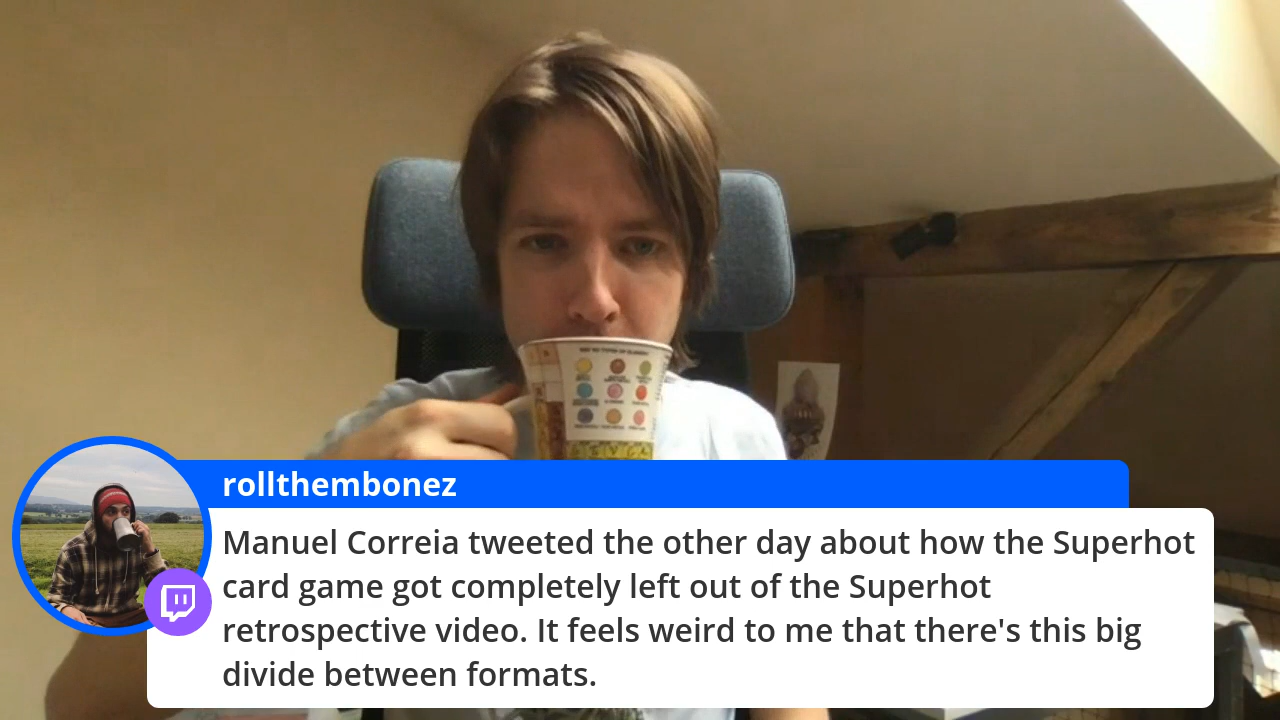 rollthembonez
Manuel Correia tweeted the other day about how the Superhot
card game got completely left out of the Superhot
retrospective video. It feels weird to me that there's this big
divide between formats.